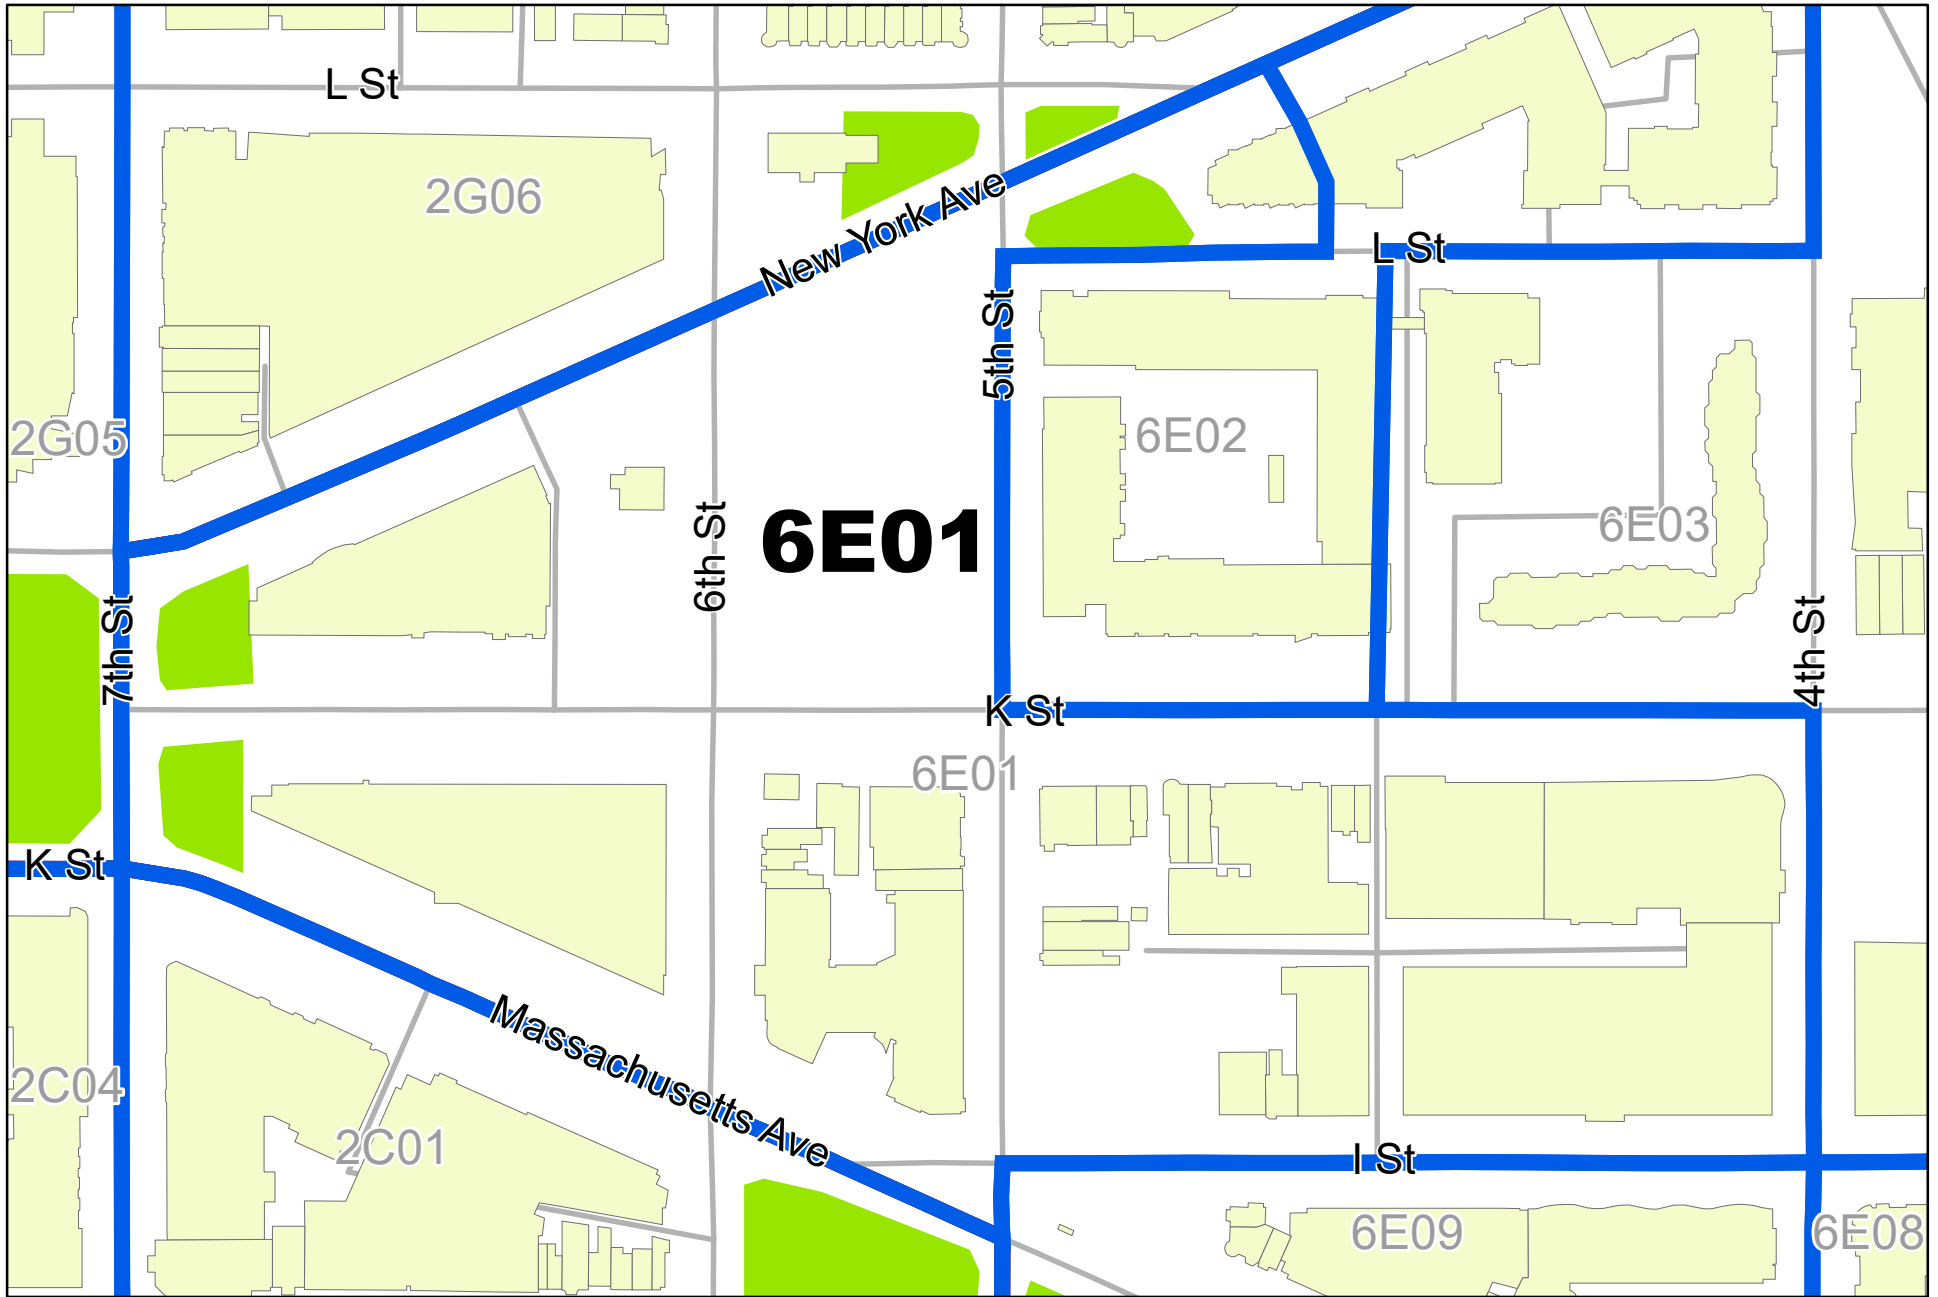 L St
2G06
New York Ave
L St
5th St
2G05
6E02
6th St
6E01
6E03
7th St
4th St
K St
6E01
K St
Massachusetts Ave
2C04
2C01
I St
6E09
6E08